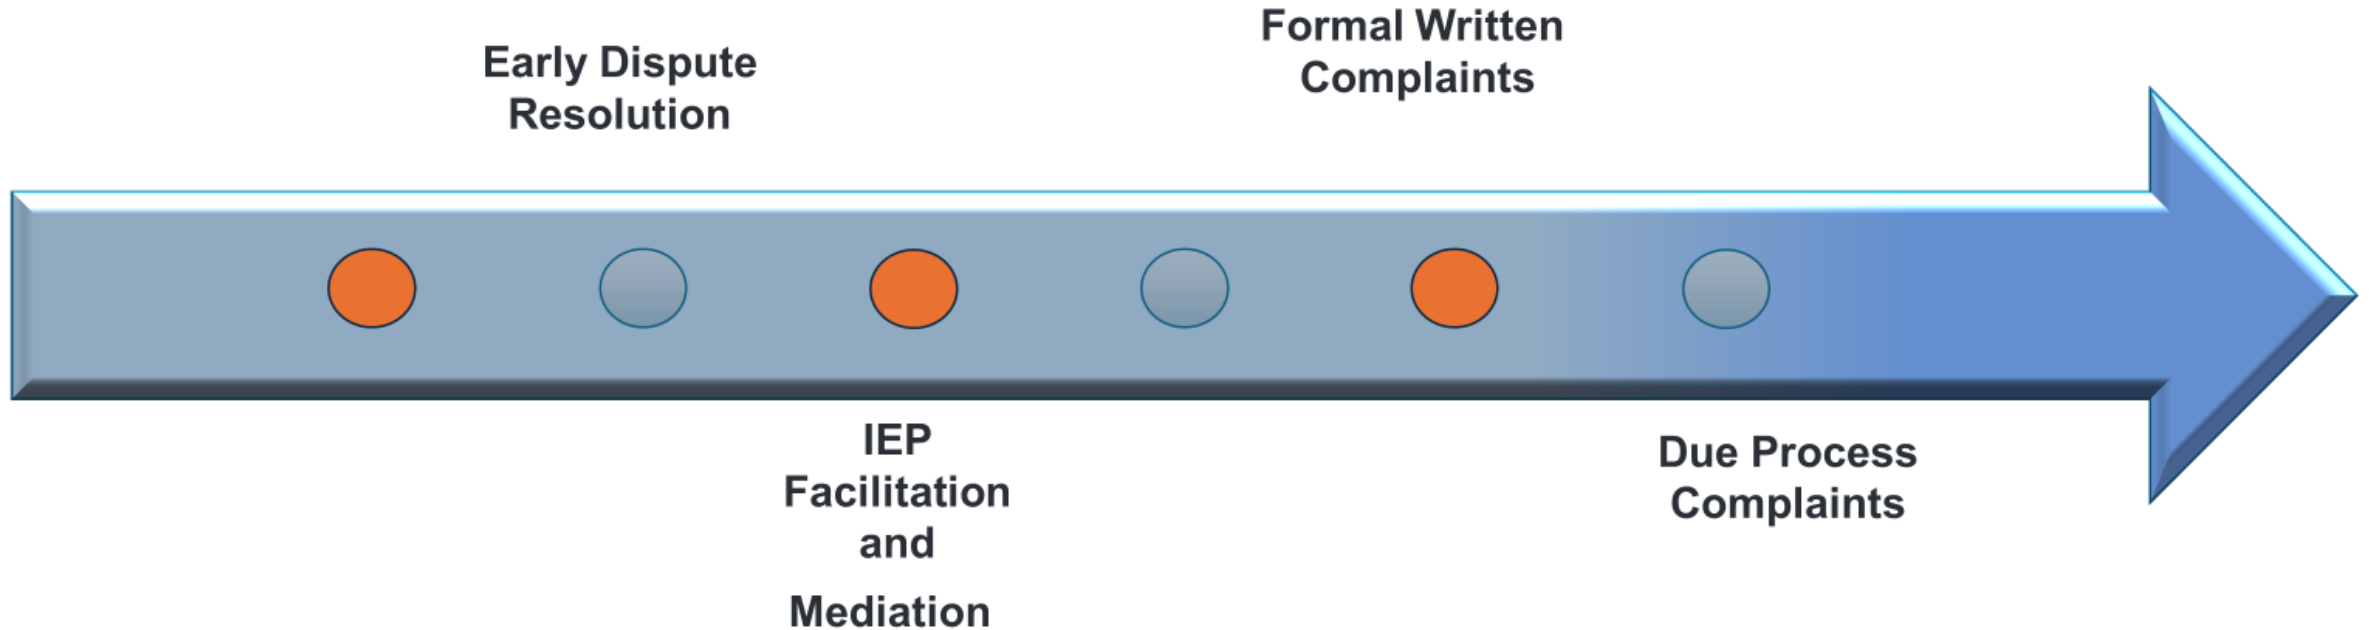 Early Dispute
Resolution
IEP
Facilitation
and
Mediation
Formal Written
Complaints
Due Process
Complaints